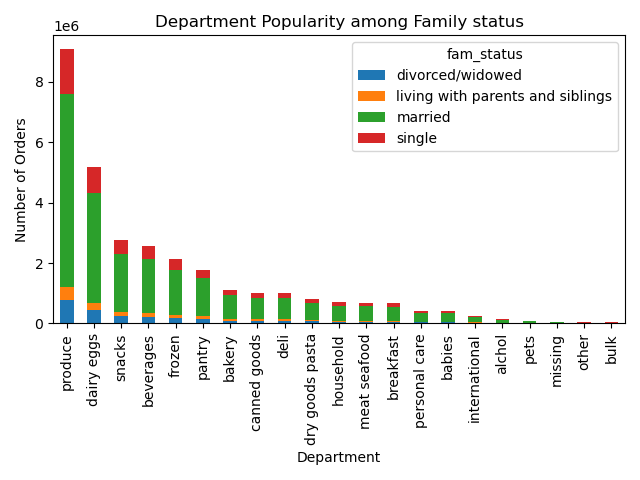 Department Popularity among Family status
1e6
fam_status
divorced/widowed
living with parents and siblings
married
single
8
6
4
2
0
Number of Orders
produce
dairy eggs
snacks
beverages
frozen
pantry
bakery
canned goods
deli
dry goods pasta
household
meat seafood
breakfast
personal care
babies
international
alchol
pets
missing
other
bulk
Department